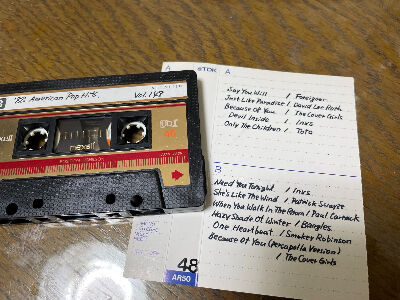 '88 American Pop Hits. Vol. 148
maxell
46
A
TDK A
Say You Will / Foreigner
Just Like Paradise / David Lee Roth
Because Of You / The Cover Girls
Devil Inside / Inxs
Only The Children / Toto
B
Need You Tonight / Inxs
She's Like The Wind / Patrick Swayze
When You Walk In The Room / Paul Carrack
Hazy Shade Of Winter / Bangles
One Heartbeat / Smokey Robinson
Because Of You (Percapella Version)
/ The Cover Girls
48